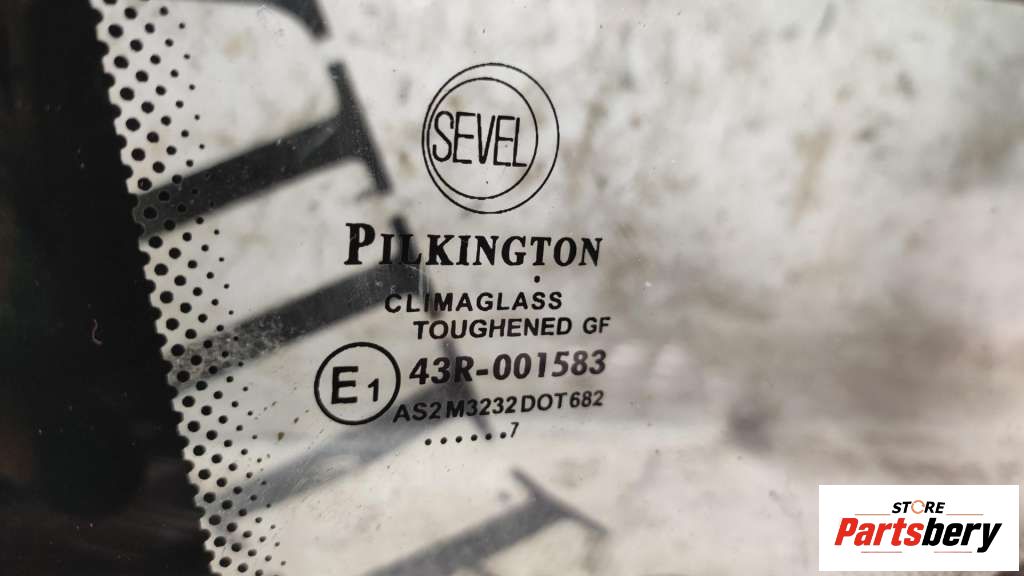 SEVEL
PILKINGTON
CLIMAGLASS
TOUGHENED GF
E1 43R-001583
AS2 M3232 DOT 682
......7
STORE
Partsbery